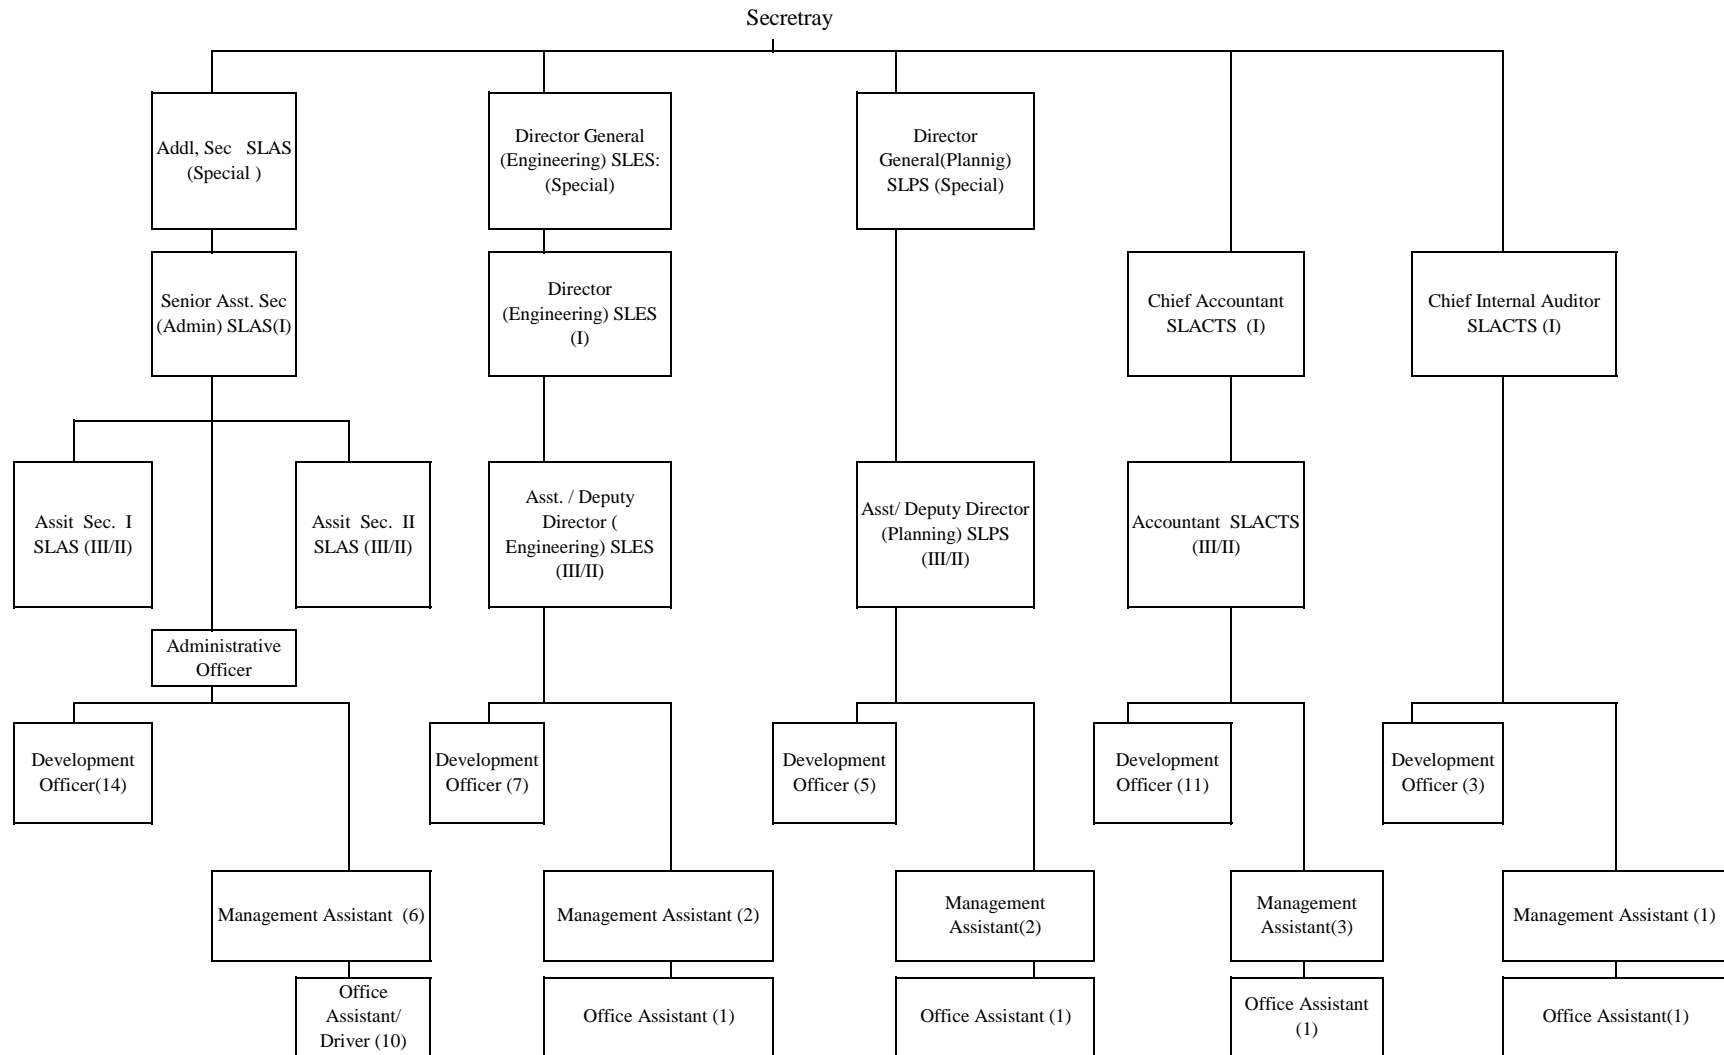 Secretray
Addl, Sec SLAS
(Special )
Director General
(Engineering) SLES:
(Special)
Director
General(Plannig)
SLPS (Special)
Senior Asst. Sec
(Admin) SLAS(I)
Director
(Engineering) SLES
(I)
Chief Accountant
SLACTS (I)
Chief Internal Auditor
SLACTS (I)
Assit Sec. I
SLAS (III/II)
Assit Sec. II
SLAS (III/II)
Asst. / Deputy
Director (
Engineering) SLES
(III/II)
Asst/ Deputy Director
(Planning) SLPS
(III/II)
Accountant SLACTS
(III/II)
Administrative
Officer
Development
Officer(14)
Development
Officer (7)
Development
Officer (5)
Development
Officer (11)
Development
Officer (3)
Management Assistant (6)
Management Assistant (2)
Management
Assistant(2)
Management
Assistant(3)
Management Assistant (1)
Office
Assistant/
Driver (10)
Office Assistant (1)
Office Assistant (1)
Office Assistant
(1)
Office Assistant(1)